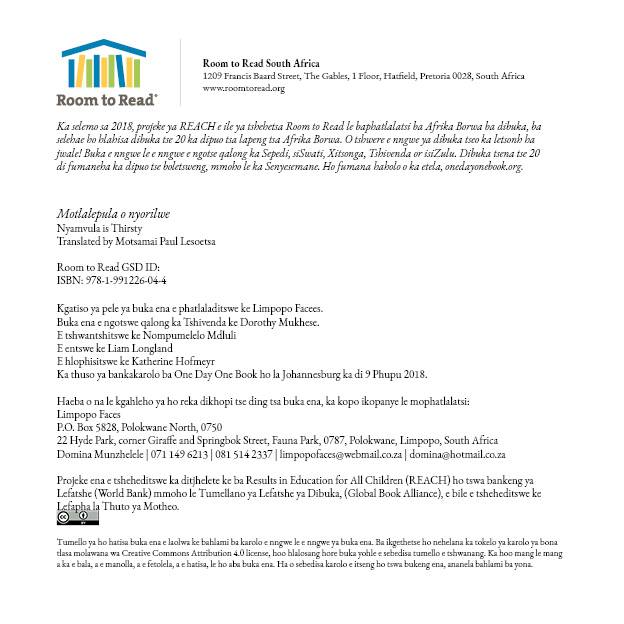 Room to Read®
Room to Read South Africa
1209 Francis Baard Street, The Gables, 1 Floor, Hatfield, Pretoria 0028, South Africa
www.roomtoread.org
Ka selemo sa 2018, projeke ya REACH e ile ya tshehetsa Room to Read le baphatlalatsi ba Afrika Borwa ba dibuka, ba
selehae ho hlahisa dibuka tse 20 ka dipuo tsa lapeng tsa Afrika Borwa. O tshwere e nngwe ya dibuka tseo ka letsonh ba
jwale! Buka e nngwe le e nngwe e ngotse qalong ka Sepedi, siSwati, Xitsonga, Tshivenda or isiZulu. Dibuka tsena tse 20
di fumaneha ka dipuo tse boletsweng, mmoho le ka Senyesemane. Ho fumana haholo o ka etela, onedayonebook.org.
Motlalepula o nyorilwe
Nyamvula is Thirsty
Translated by Motsamai Paul Lesoetsa
Room to Read GSD ID:
ISBN: 978-1-991226-04-4
Kgatiso ya pele ya buka ena e phatlaladitswe ke Limpopo Facees.
Buka ena e ngotswe qalong ka Tshivenda ke Dorothy Mukhese.
E tshwantshitswe ke Nompumelelo Mdluli
E entswe ke Liam Longland
E hlophisitswe ke Katherine Hofmeyr
Ka thuso ya bankakarolo ba One Day One Book ho la Johannesburg ka di 9 Phupu 2018.
Haeba o na le kgahleho ya ho reka dikhopi tse ding tsa buka ena, ka kopo ikopanye le mophatlalatsi:
Limpopo Faces
P.O. Box 5828, Polokwane North, 0750
22 Hyde Park, corner Giraffe and Springbok Street, Fauna Park, 0787, Polokwane, Limpopo, South Africa
Domina Munzhelele | 071 149 6213 | 081 514 2337 | limpopofaces@webmail.co.za | domina@hotmail.co.za
Projeke ena e tsheheditswe ka ditjhelete ke ba Results in Education for All Children (REACH) ho tswa bankeng ya
Lefatshe (World Bank) mmoho le Tumellano ya Lefatshe ya Dibuka, (Global Book Alliance), e bile e tsheheditswe ke
Lefapha la Thuto ya Motheo.
Tumello ya ho hatisa buka ena e laolwa ke bahlami ba karolo e nngwe le e nngwe ya buka ena. Ba ikgethetse ho nehelana ka tokelo ya karolo ya bona
tlasa molawana wa Creative Commons Attribution 4.0 license, hoo hlalosang hore buka yohle e sebedisa tumello e tshwanang. Ka hoo mang le mang
a ka e bala, a e manolla, a e fetolela, a e hatisa, le ho aba buka ena. Ha o sebedisa karolo e itseng ho tswa bukeng ena, ananela bahlami ba yona.